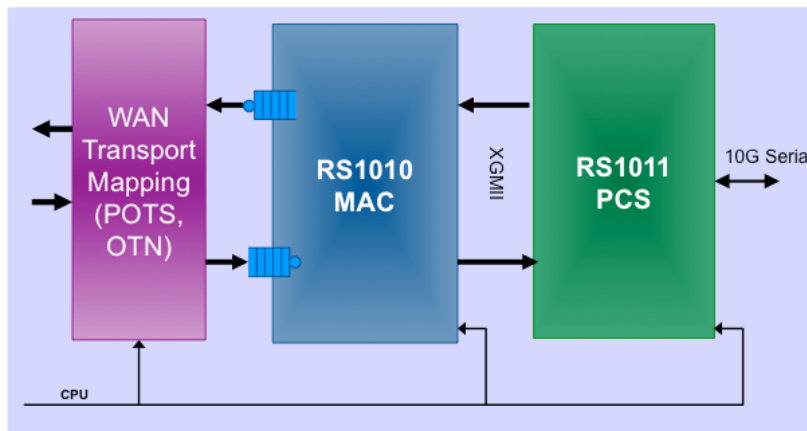 WAN
Transport
Mapping
(POTS,
OTN)
RS1010
MAC
XGMII
RS1011
PCS
10G Seria
CPU